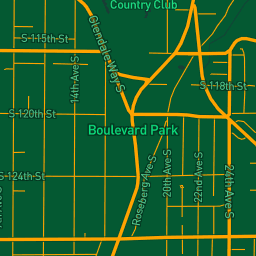 Country Club
Glendale Way S
S 115th St
14th Ave S
S 118th St
S 120th St
Boulevard Park
S 124th St
Roseberg Ave S
20th Ave S
22nd Ave S
24th Ave S